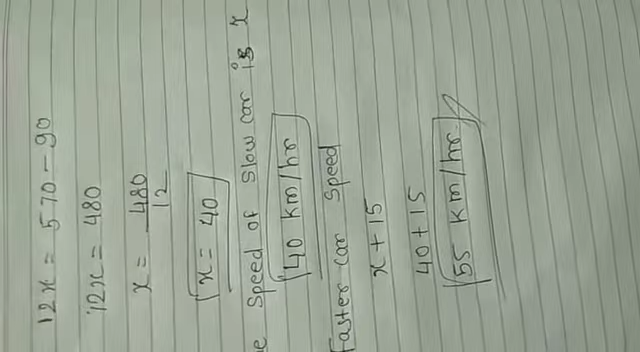 12x = 570 - 90
12x = 480
x = 480
12
x = 40
e Speed of Slow car is x
40 km/hr
Faster car Speed
x + 15
40 + 15
55 km/hr